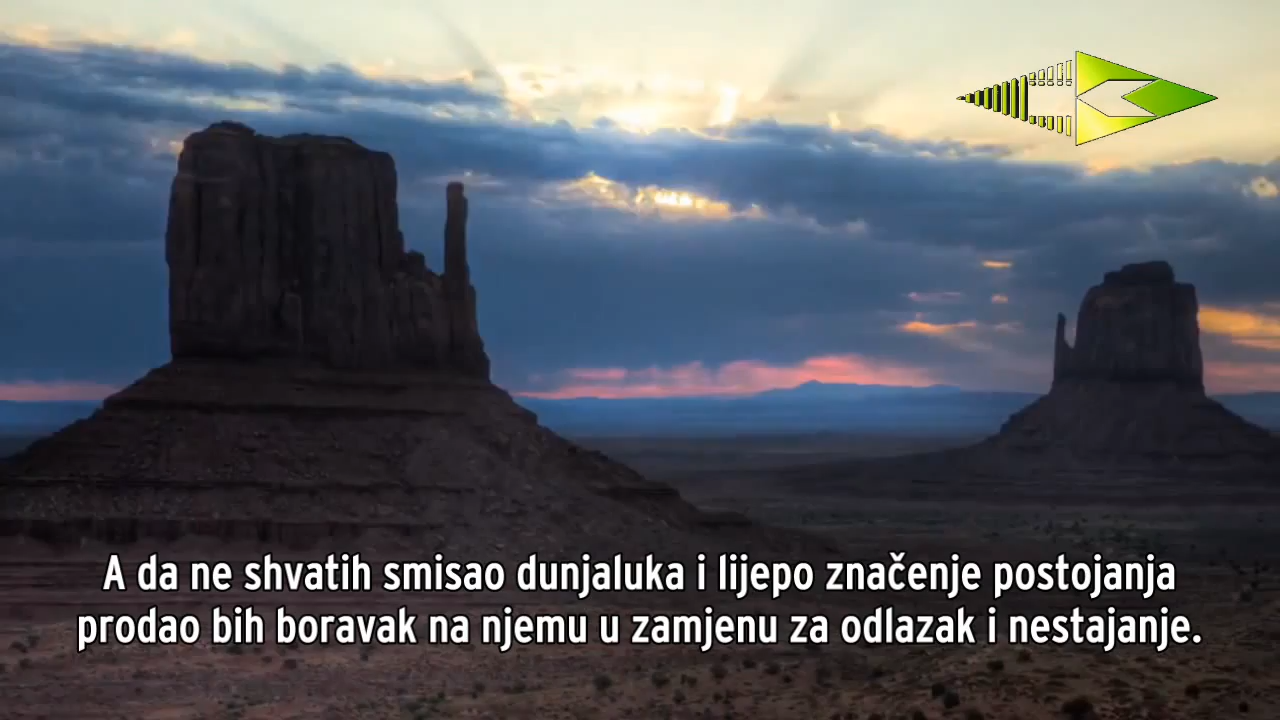 A da ne shvatih smisao dunjaluka i lijepo značenje postojanja
prodao bih boravak na njemu u zamjenu za odlazak i nestajanje.